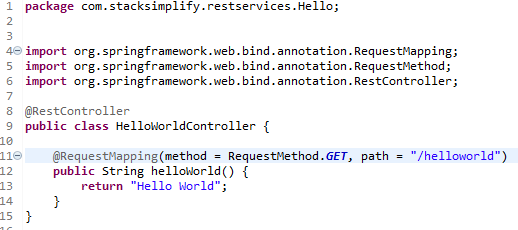 1 package com.stacksimplify.restservices.Hello;
2
3
4 import org.springframework.web.bind.annotation.RequestMapping;
5 import org.springframework.web.bind.annotation.RequestMethod;
6 import org.springframework.web.bind.annotation.RestController;
7
8 @RestController
9 public class HelloWorldController {
10
11 @RequestMapping(method = RequestMethod.GET, path = "/helloworld")
12 public String helloWorld() {
13 return "Hello World";
14 }
15 }
16